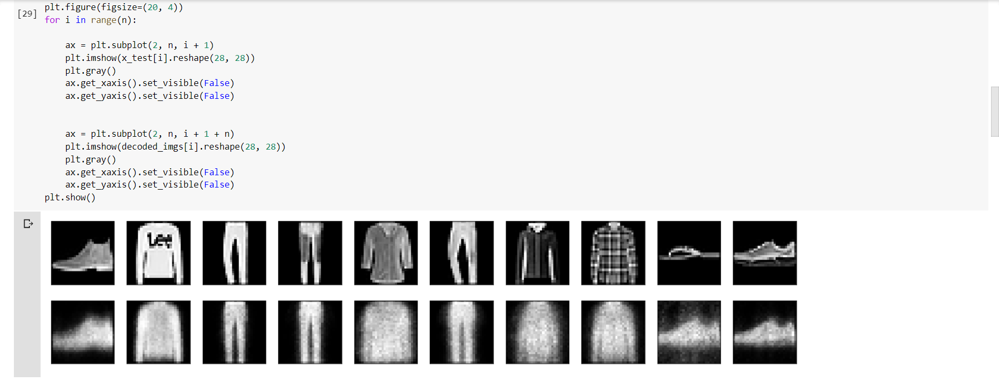 [29]
plt.figure(figsize=(20, 4))
for i in range(n):
ax = plt.subplot(2, n, i + 1)
plt.imshow(x_test[i].reshape(28, 28))
plt.gray()
ax.get_xaxis().set_visible(False)
ax.get_yaxis().set_visible(False)
ax = plt.subplot(2, n, i + 1 + n)
plt.imshow(decoded_imgs[i].reshape(28, 28))
plt.gray()
ax.get_xaxis().set_visible(False)
ax.get_yaxis().set_visible(False)
plt.show()
Lee